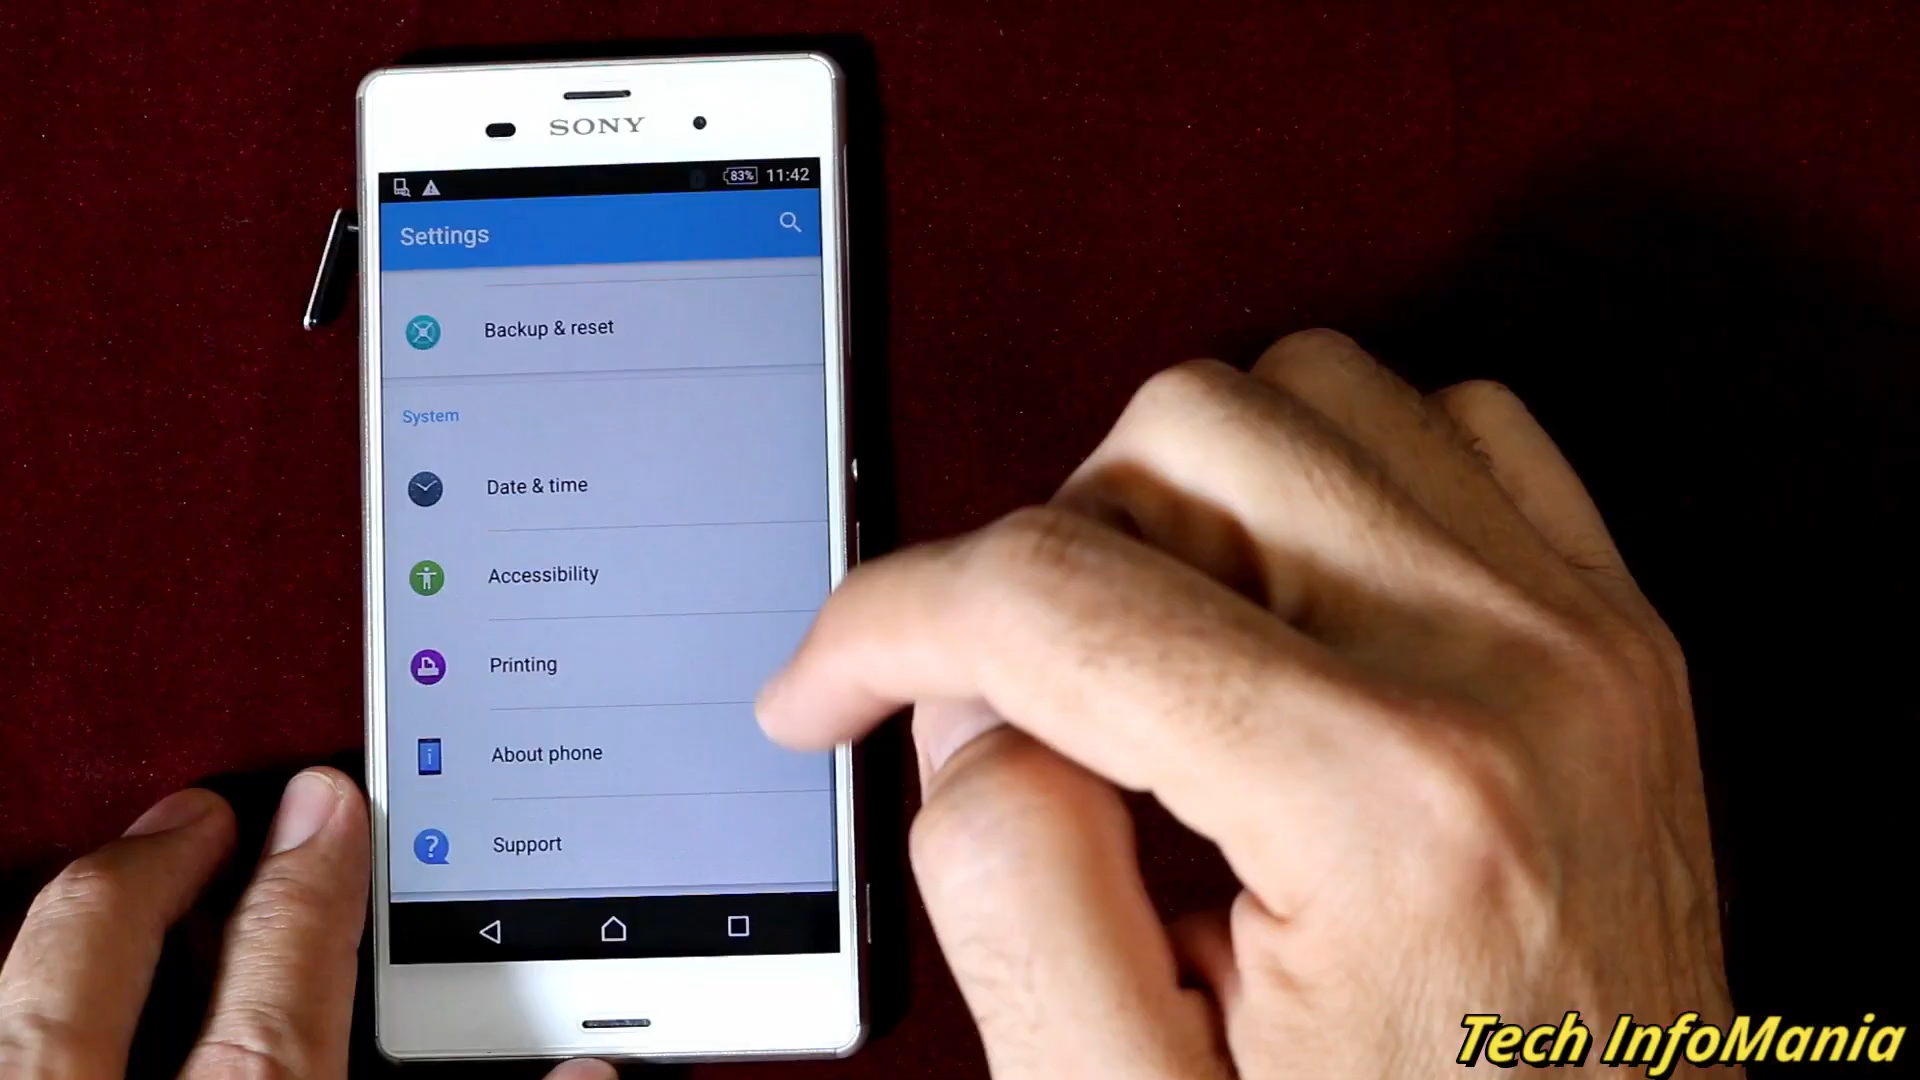 SONY
83% 11:42
Settings
Backup & reset
System
Date & time
Accessibility
Printing
About phone
Support
Tech InfoMania